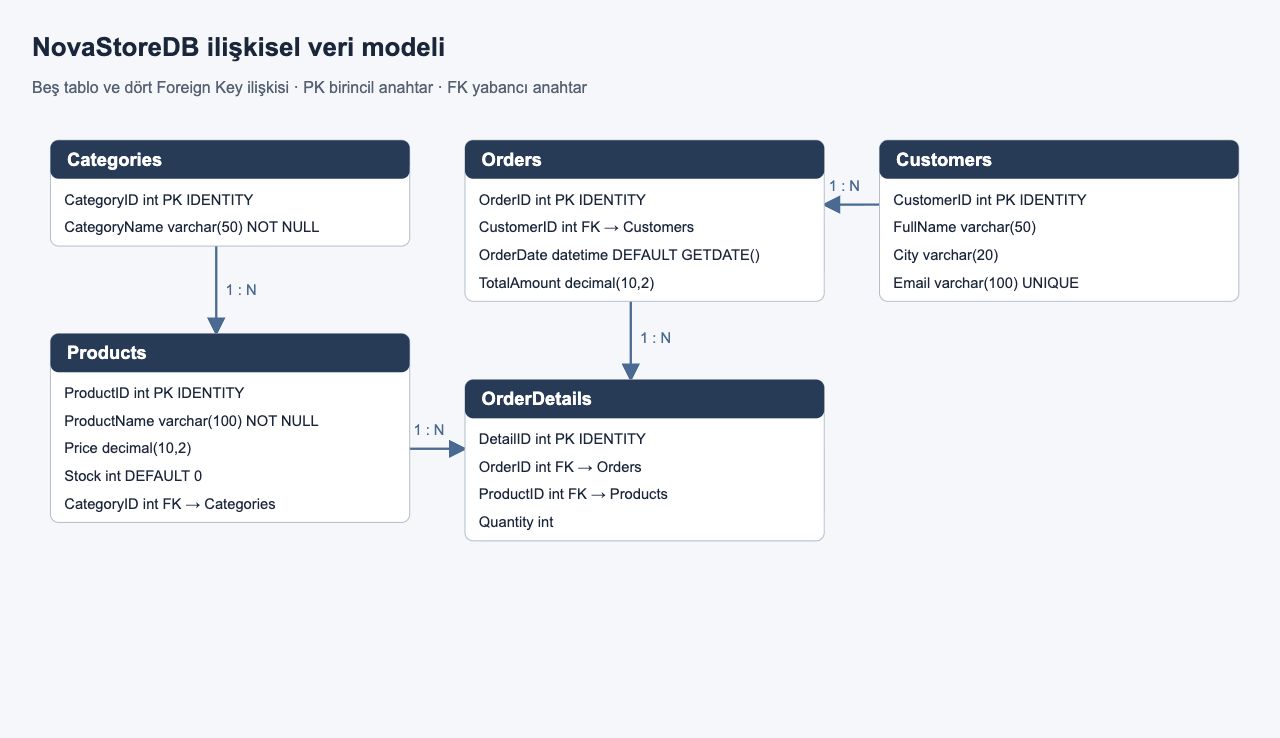 NovaStoreDB ilişkisel veri modeli
Beş tablo ve dört Foreign Key ilişkisi · PK birincil anahtar · FK yabancı anahtar
Categories
CategoryID int PK IDENTITY
CategoryName varchar(50) NOT NULL
1 : N
Products
ProductID int PK IDENTITY
ProductName varchar(100) NOT NULL
Price decimal(10,2)
Stock int DEFAULT 0
CategoryID int FK → Categories
1 : N
Orders
OrderID int PK IDENTITY
CustomerID int FK → Customers
OrderDate datetime DEFAULT GETDATE()
TotalAmount decimal(10,2)
1 : N
OrderDetails
DetailID int PK IDENTITY
OrderID int FK → Orders
ProductID int FK → Products
Quantity int
1 : N
Customers
CustomerID int PK IDENTITY
FullName varchar(50)
City varchar(20)
Email varchar(100) UNIQUE